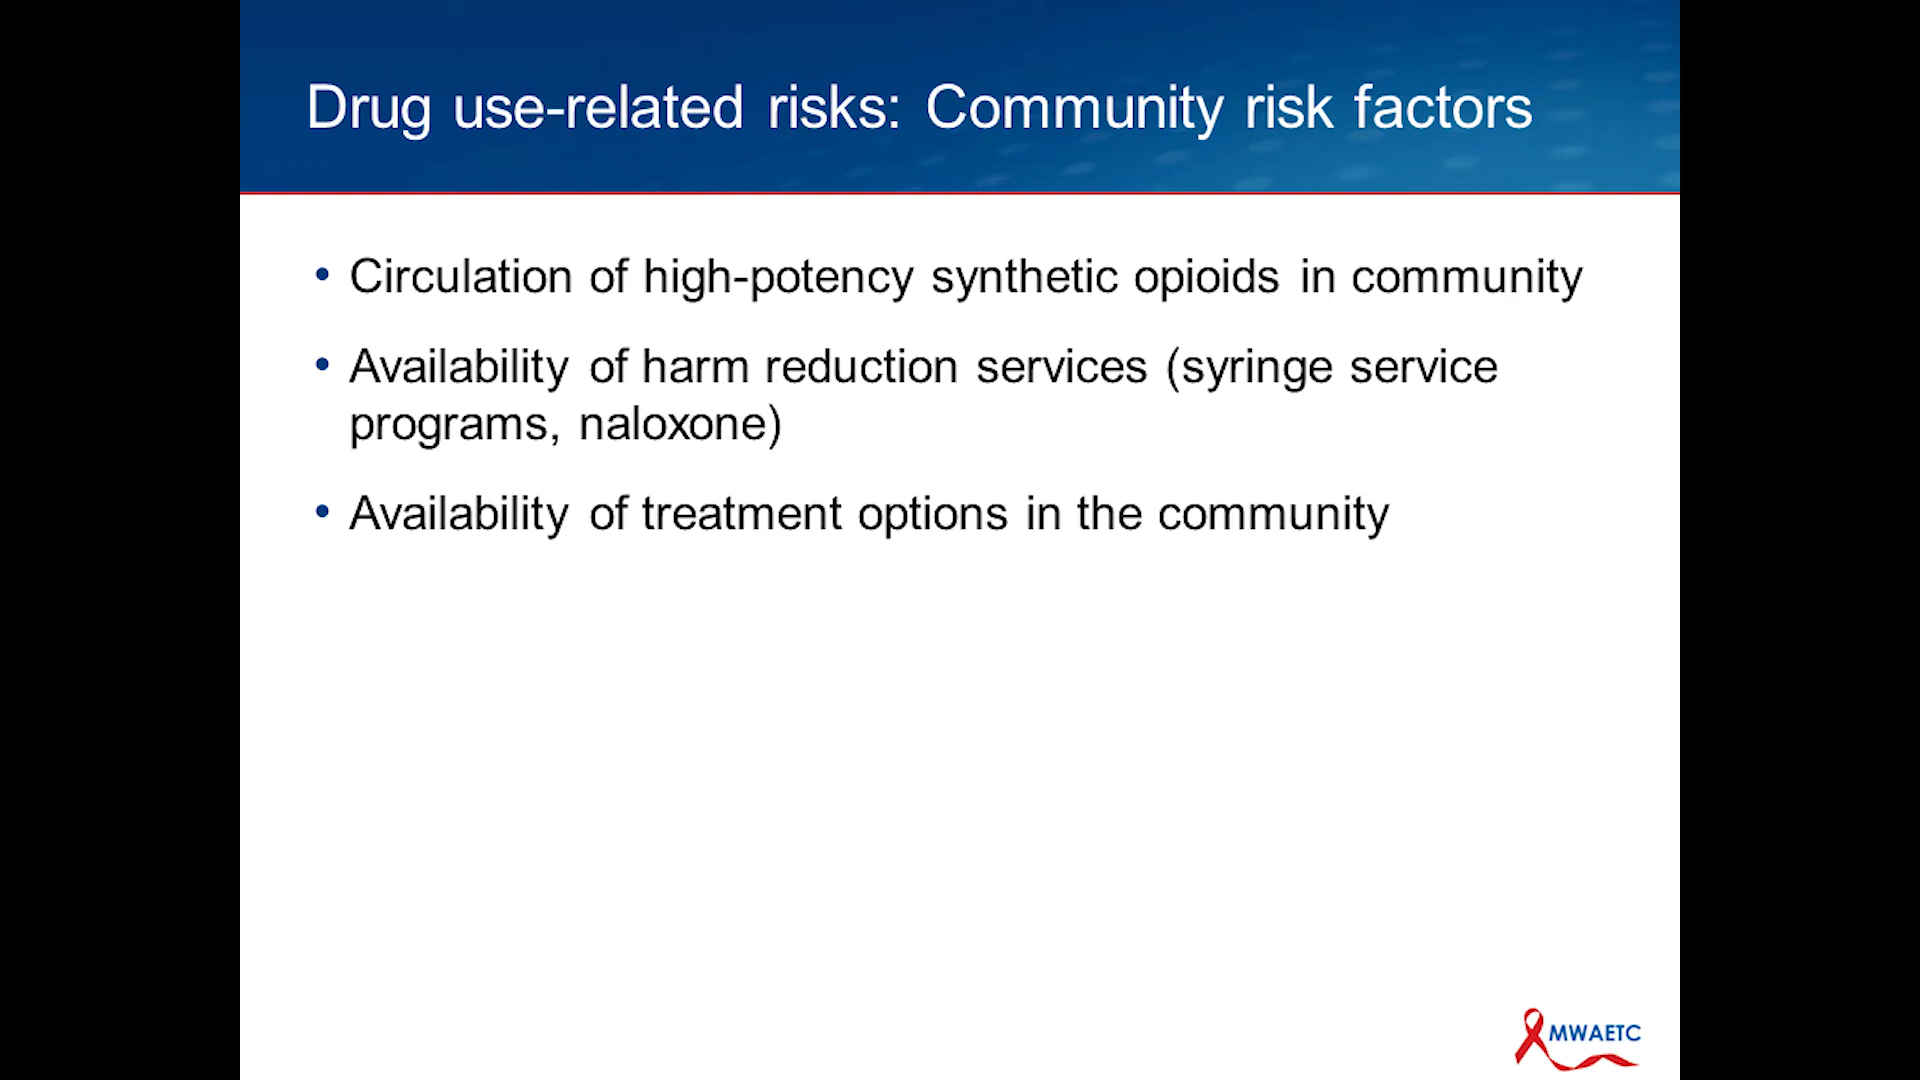 Drug use-related risks: Community risk factors
• Circulation of high-potency synthetic opioids in community
• Availability of harm reduction services (syringe service
programs, naloxone)
• Availability of treatment options in the community
MWAETC